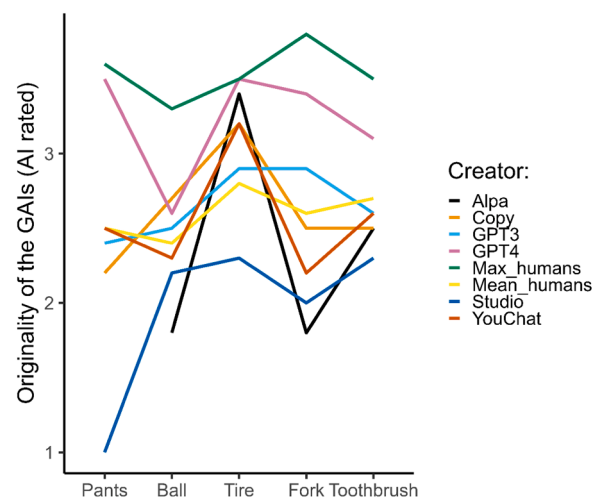 Originality of the GAIs (AI rated)
3
2
1
Pants Ball Tire Fork Toothbrush
Creator:
Alpa
Copy
GPT3
GPT4
Max_humans
Mean_humans
Studio
YouChat